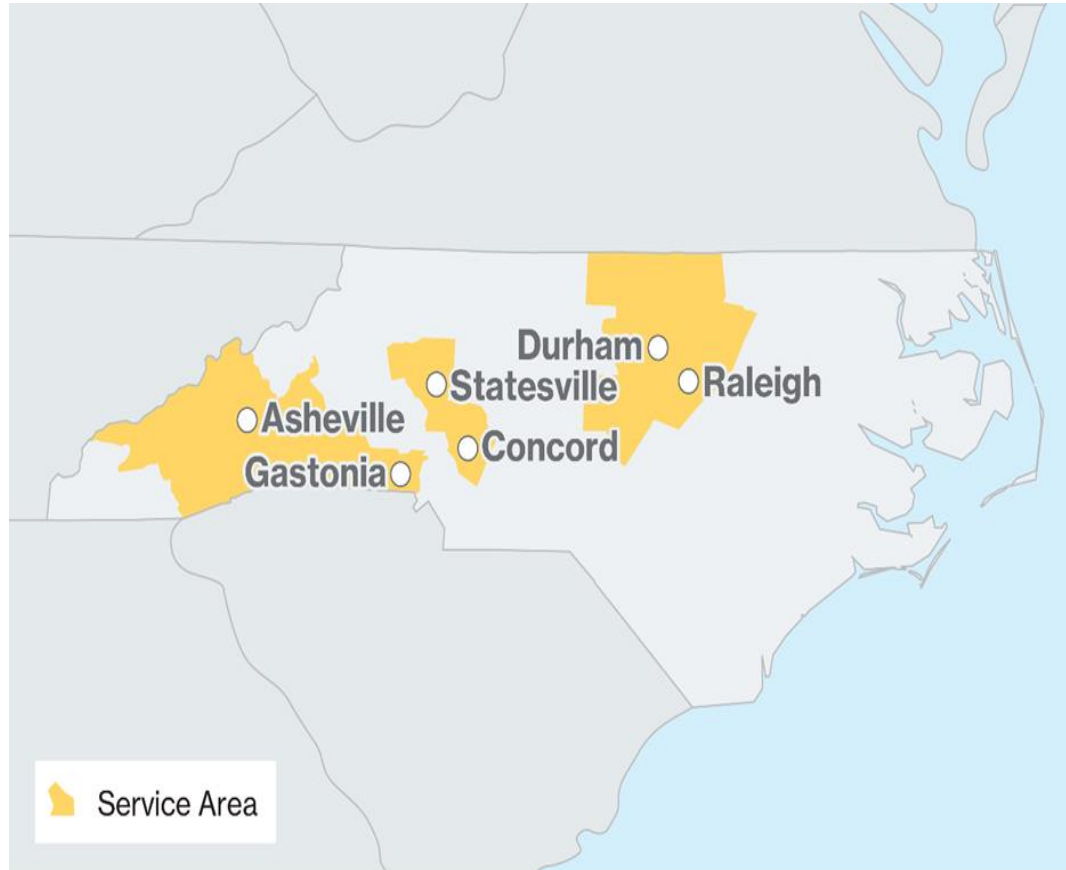 Durham
Raleigh
Statesville
Asheville
Concord
Gastonia
Service Area